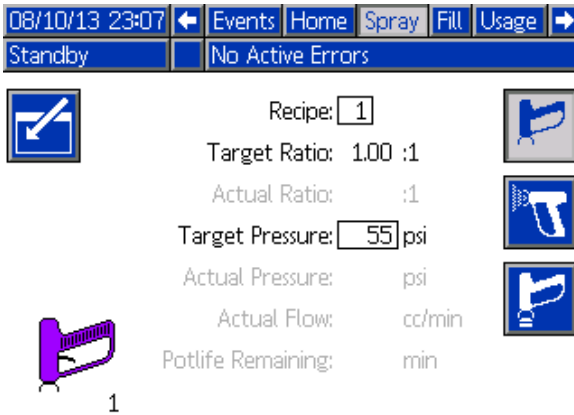 08/10/13 23:07 Events Home Spray Fill Usage
Standby No Active Errors
Recipe: 1
Target Ratio: 1.00 :1
Actual Ratio: :1
Target Pressure: 55 psi
Actual Pressure: psi
Actual Flow: cc/min
Potlife Remaining: min
1